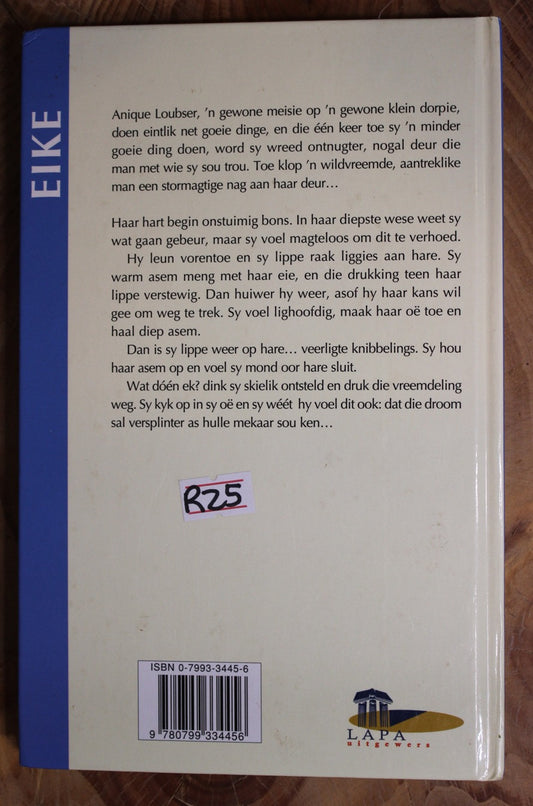 EIKE
Anique Loubser, 'n gewone meisie op 'n gewone klein dorpie,
doen eintlik net goeie dinge, en die één keer toe sy 'n minder
goeie ding doen, word sy wreed ontnugter, nogal deur die
man met wie sy sou trou. Toe klop 'n wildvreemde, aantreklike
man een stormagtige nag aan haar deur…
Haar hart begin onstuimig bons. In haar diepste wese weet sy
wat gaan gebeur, maar sy voel magteloos om dit te verhoed.
Hy leun vorentoe en sy lippe raak liggies aan hare. Sy
warm asem meng met haar eie, en die drukking teen haar
lippe verstewig. Dan huiwer hy weer, asof hy haar kans wil
gee om weg te trek. Sy voel lighoofdig, maak haar oë toe en
haal diep asem.
Dan is sy lippe weer op hare… veerligte knibbelings. Sy hou
haar asem op en voel sy mond oor hare sluit.
Wat dóén ek? dink sy skielik ontsteld en druk die vreemdeling
weg. Sy kyk op in sy oë en sy wéét hy voel dit ook: dat die droom
sal versplinter as hulle mekaar sou ken…
R25
ISBN 0-7993-3445-6
9 780799 334456
LAPA
uitgewers